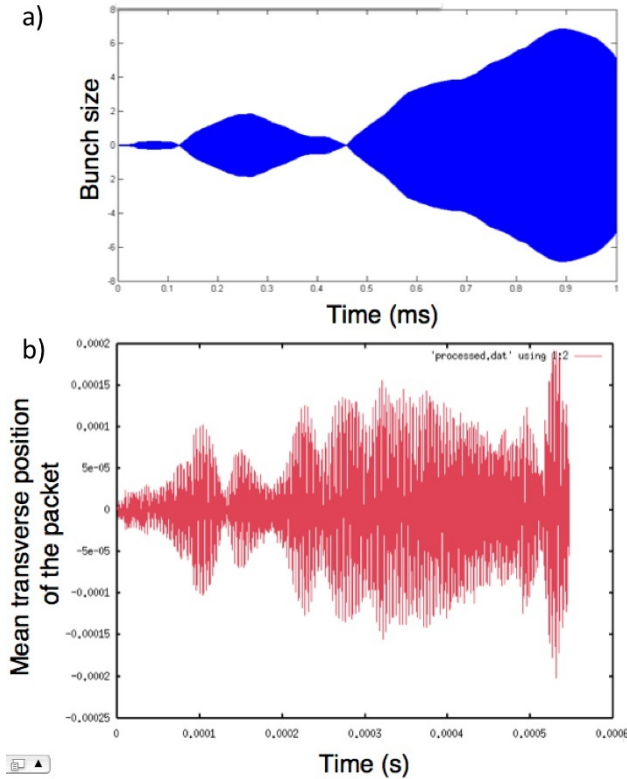 a)
8
6
4
2
0
-2
-4
-6
-8
Bunch size
0 0.1 0.2 0.3 0.4 0.5 0.6 0.7 0.8 0.9 1
Time (ms)
b)
'processed.dat' using 1:2
0.0002
0.00015
0.0001
5e-05
0
-5e-05
-0.0001
-0.00015
-0.0002
-0.00025
Mean transverse position
of the packet
0 0.0001 0.0002 0.0003 0.0004 0.0005 0.0006
Time (s)